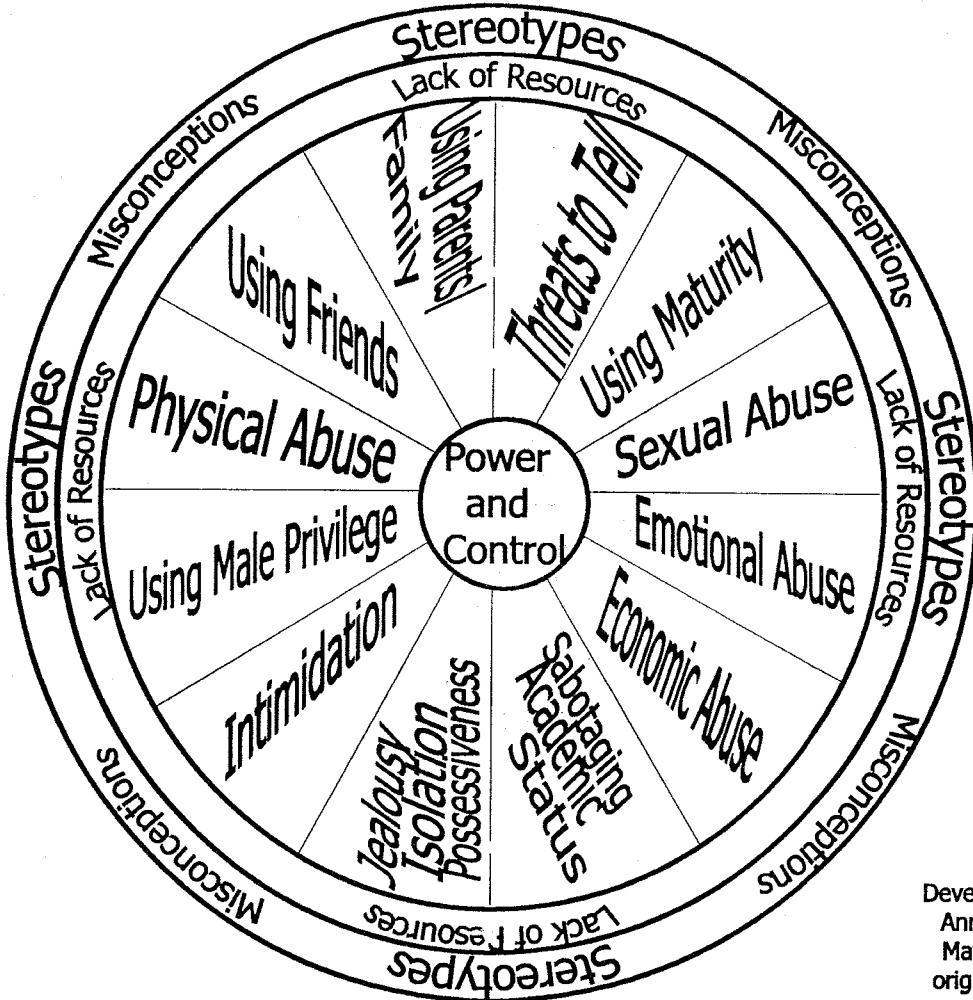 Stereotypes
Misconceptions
Stereotypes
Misconceptions
Stereotypes
Misconceptions
Stereotypes
Misconceptions
Lack of Resources
Lack of Resources
Lack of Resources
Lack of Resources
Threats to Tell
Using Maturity
Sexual Abuse
Emotional Abuse
Economic Abuse
Sabotaging
Academic
Status
Jealousy
Isolation
Possessiveness
Intimidation
Using Male Privilege
Physical Abuse
Using Friends
Using Parents/
Family
Power
and
Control
Deve
Ann
Ma
orig